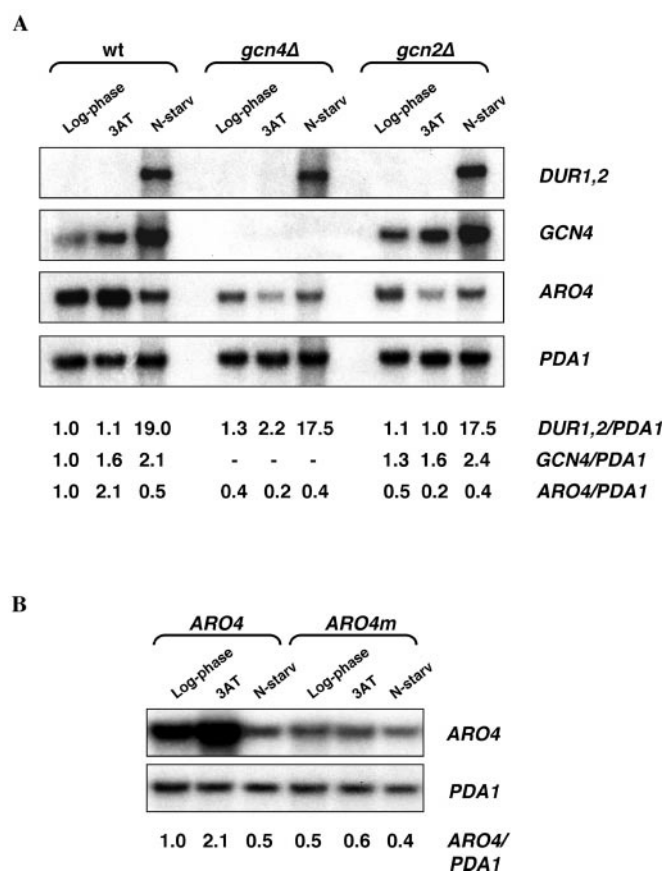 A
wt gcn4Δ gcn2Δ
Log-phase 3AT N-starv Log-phase 3AT N-starv Log-phase 3AT N-starv
DUR1,2
GCN4
ARO4
PDA1
1.0 1.1 19.0 1.3 2.2 17.5 1.1 1.0 17.5 DUR1,2/PDA1
1.0 1.6 2.1 - - - 1.3 1.6 2.4 GCN4/PDA1
1.0 2.1 0.5 0.4 0.2 0.4 0.5 0.2 0.4 ARO4/PDA1
B
ARO4 ARO4m
Log-phase 3AT N-starv Log-phase 3AT N-starv
ARO4
PDA1
1.0 2.1 0.5 0.5 0.6 0.4 ARO4/
PDA1